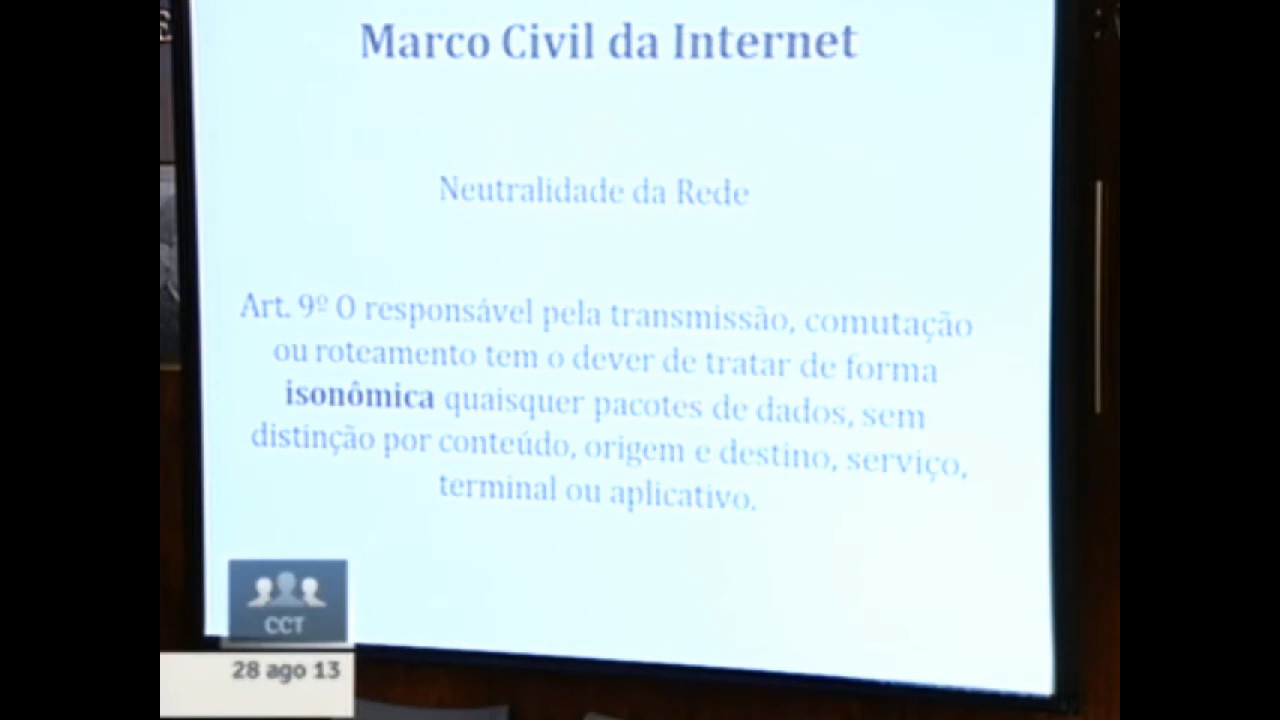 Marco Civil da Internet
Neutralidade da Rede
Art. 9º O responsável pela transmissão, comutação
ou roteamento tem o dever de tratar de forma
isonômica quaisquer pacotes de dados, sem
distinção por conteúdo, origem e destino, serviço,
terminal ou aplicativo.
CCT
28 ago 13